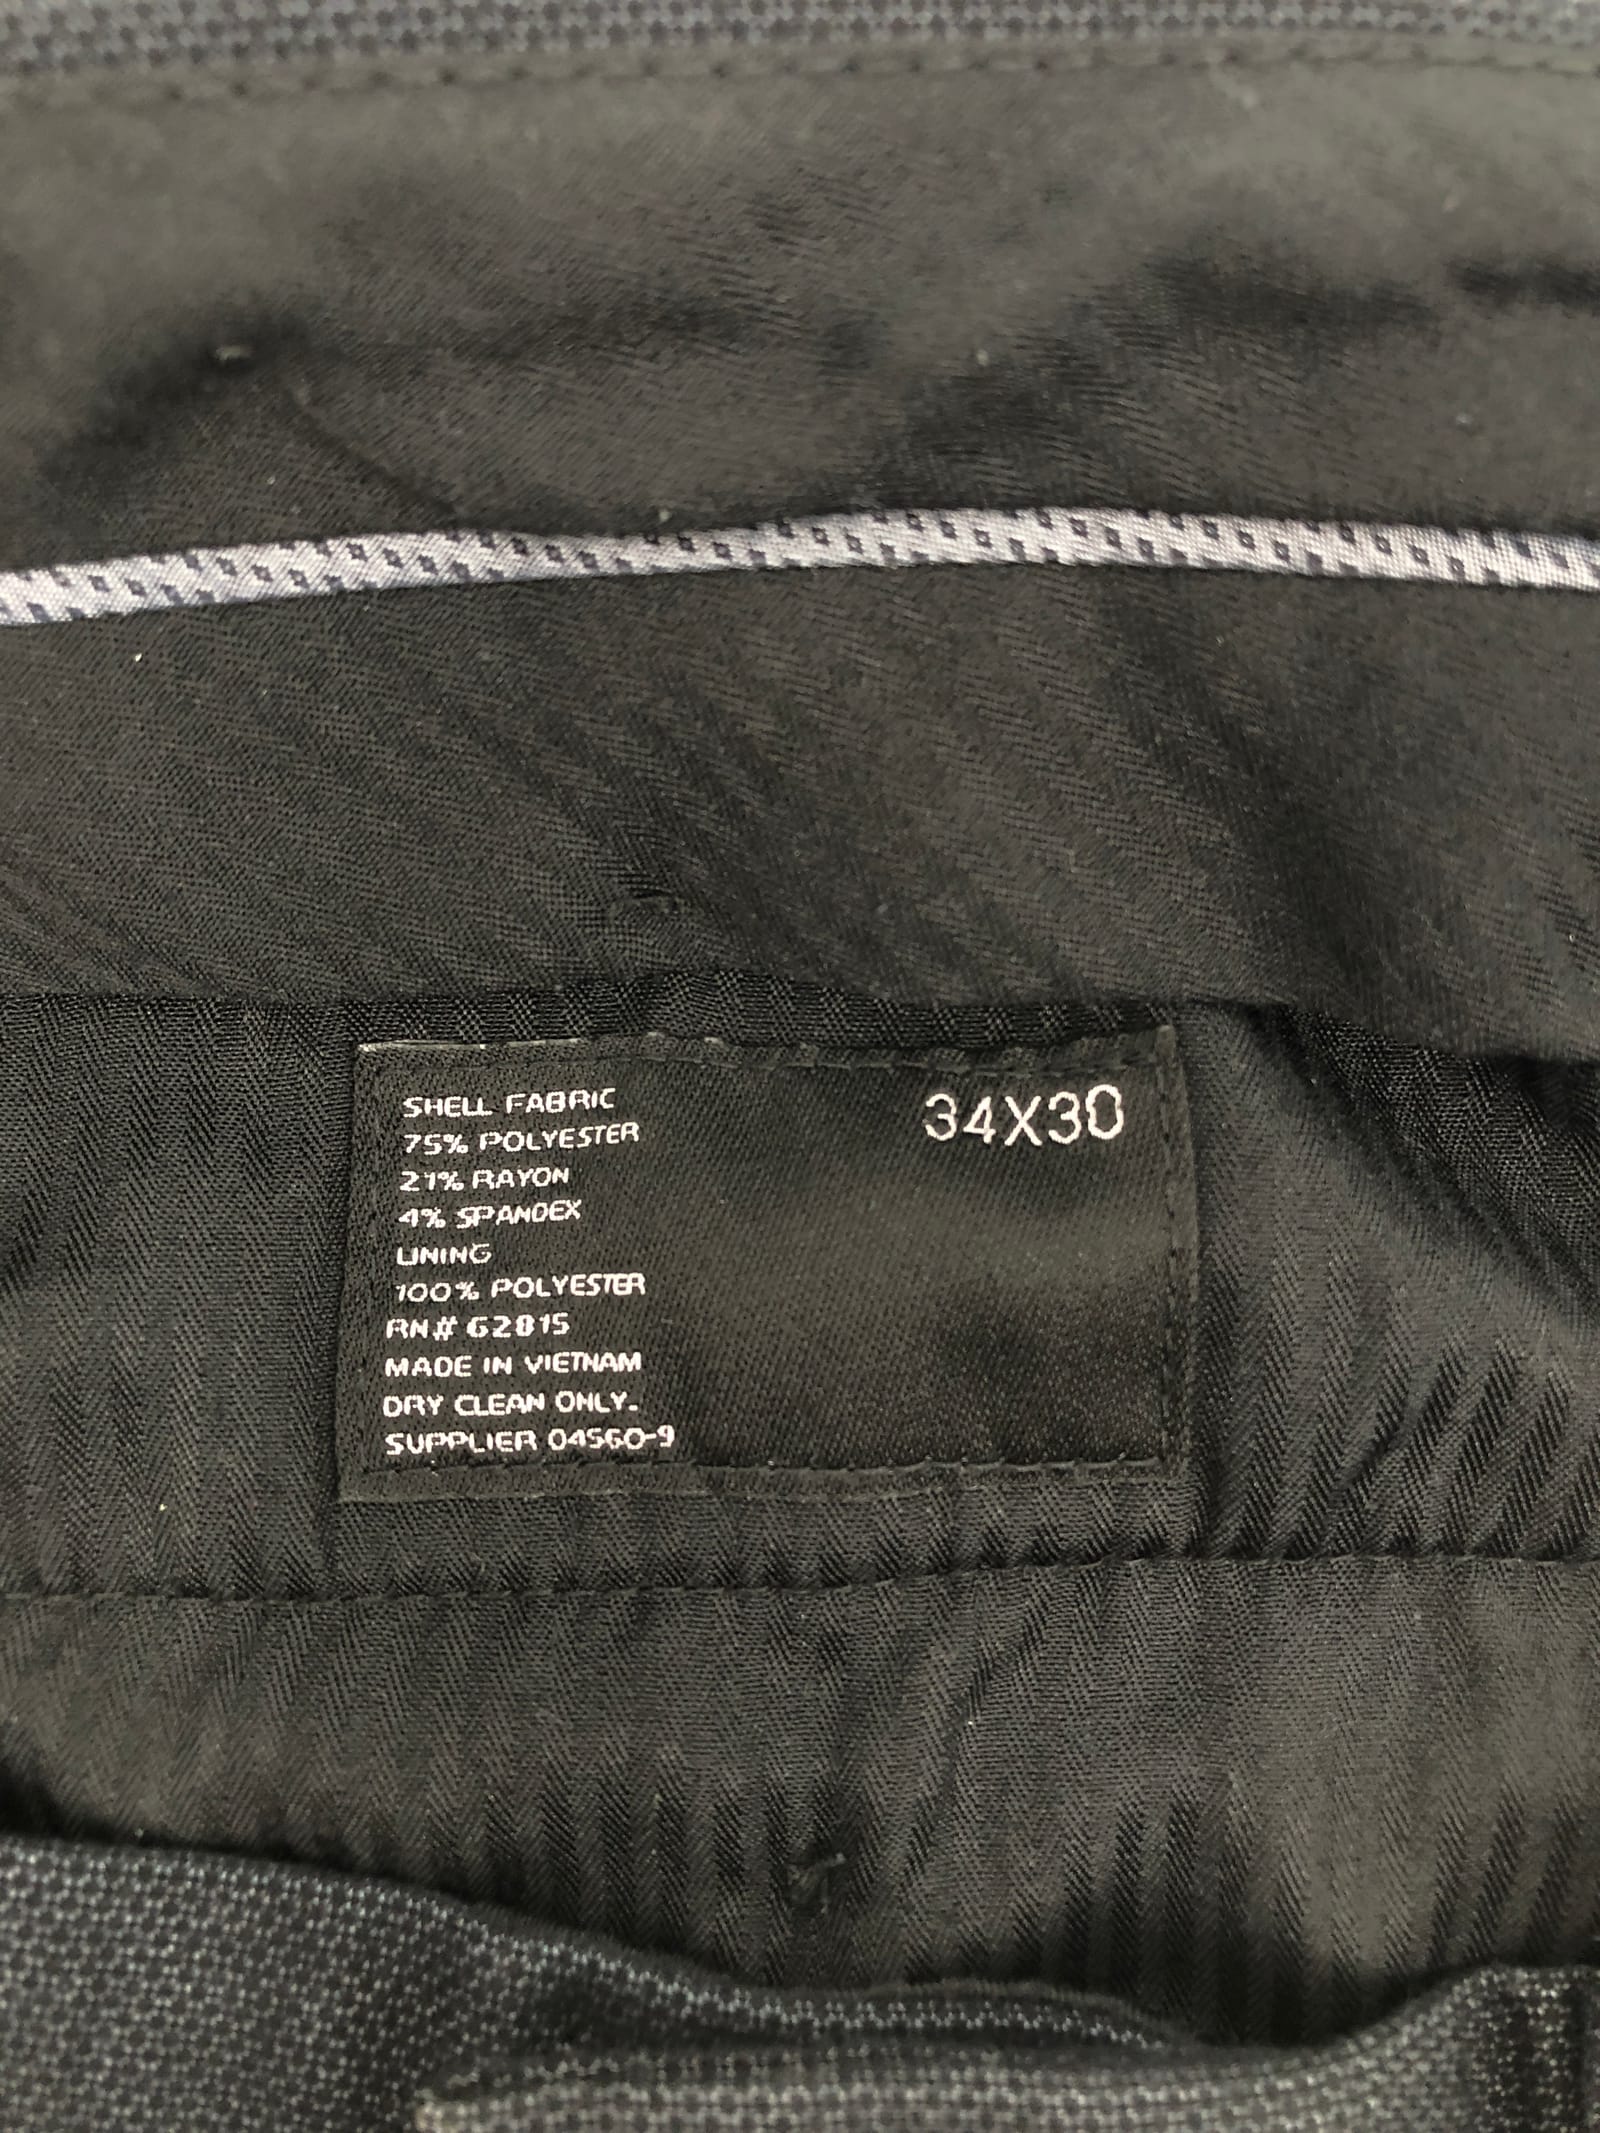 34X30
SHELL FABRIC
75% POLYESTER
21% RAYON
4% SPANDEX
LINING
100% POLYESTER
RN# 62815
MADE IN VIETNAM
DRY CLEAN ONLY.
SUPPLIER 04560-9